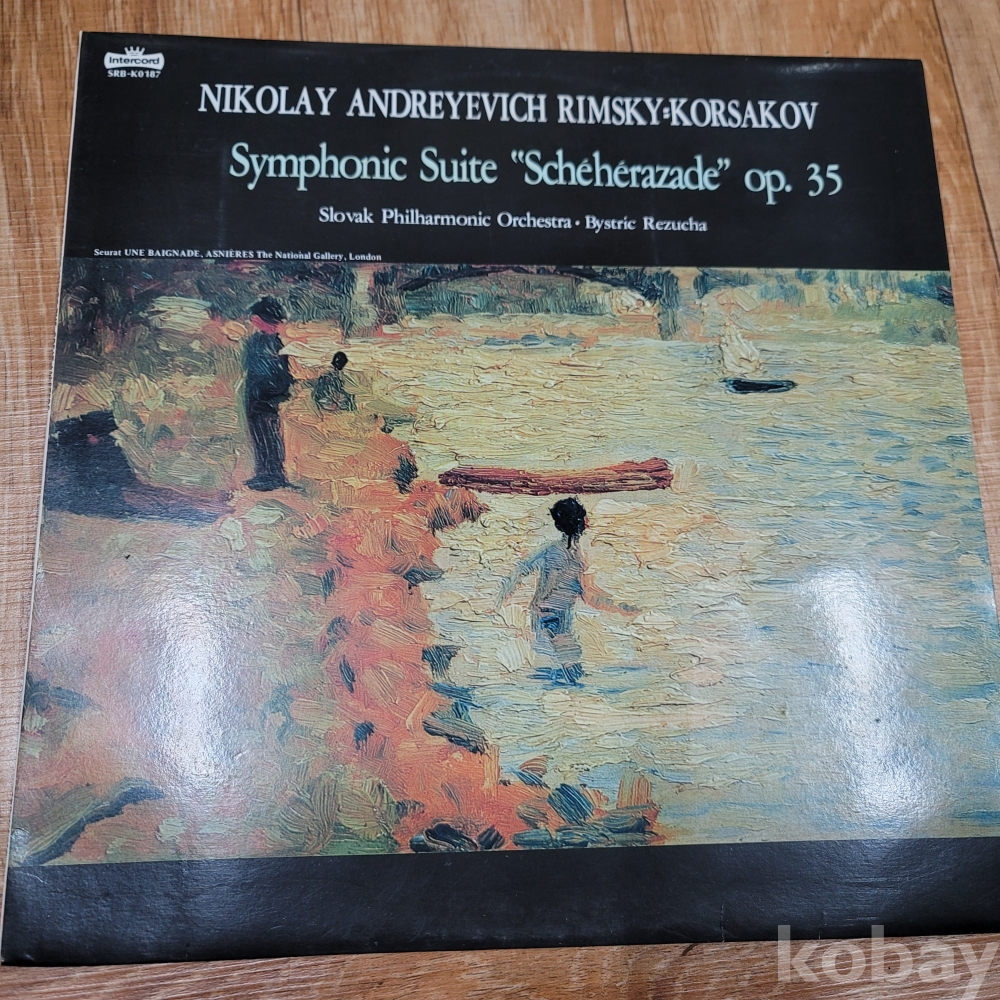 Intercord
SRB-K0187
NIKOLAY ANDREYEVICH RIMSKY-KORSAKOV
Symphonic Suite "Schéhérazade" op. 35
Slovak Philharmonic Orchestra • Bystric Rezucha
Seurat UNE BAIGNADE, ASNIÈRES The National Gallery, London
kobay